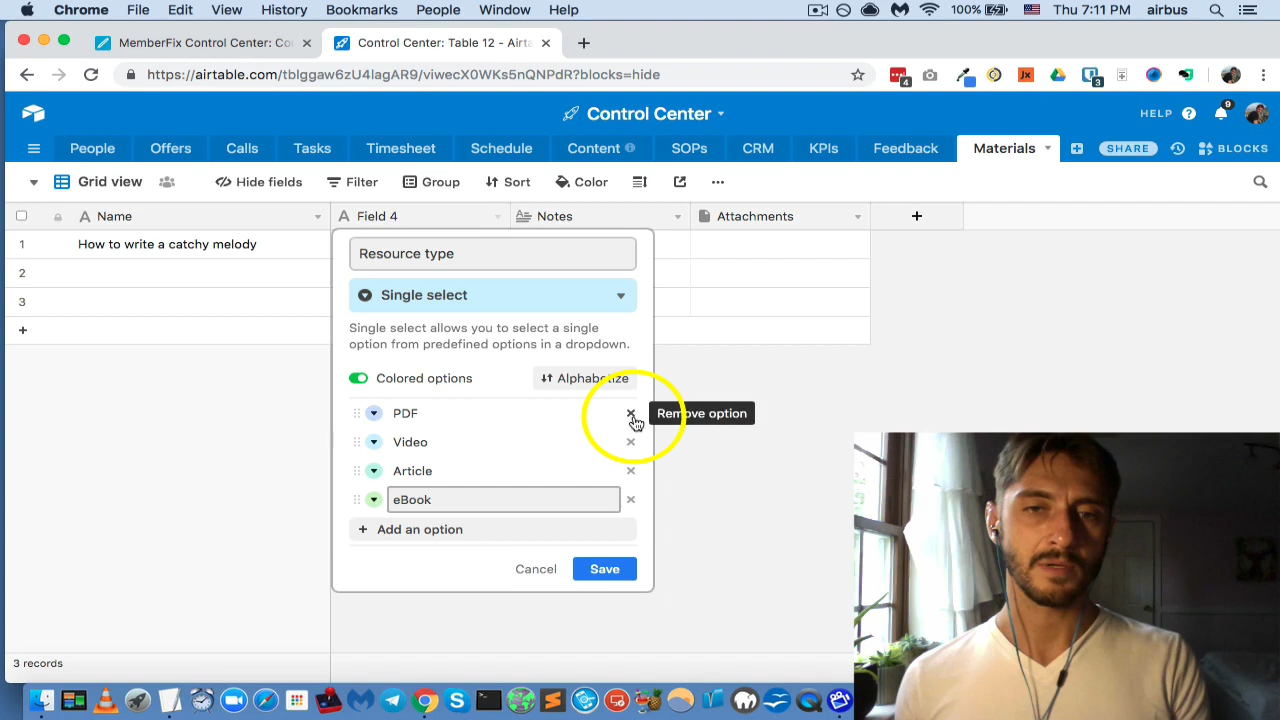 Chrome File Edit View History Bookmarks People Window Help 100% Thu 7:11 PM airbus
MemberFix Control Center: Co
Control Center: Table 12 - Airta
https://airtable.com/tblggaw6zU4lagAR9/viwecX0WKs5nQNPdR?blocks=hide
4
3
Control Center
HELP
9
People Offers Calls Tasks Timesheet Schedule Content SOPs CRM KPIs Feedback Materials SHARE BLOCKS
Grid view Hide fields Filter Group Sort Color
Name Field 4 Notes Attachments
1 How to write a catchy melody
2
3
Resource type
Single select
Single select allows you to select a single
option from predefined options in a dropdown.
Colored options Alphabetize
PDF
Remove option
Video
Article
eBook
Add an option
Cancel Save
3 records